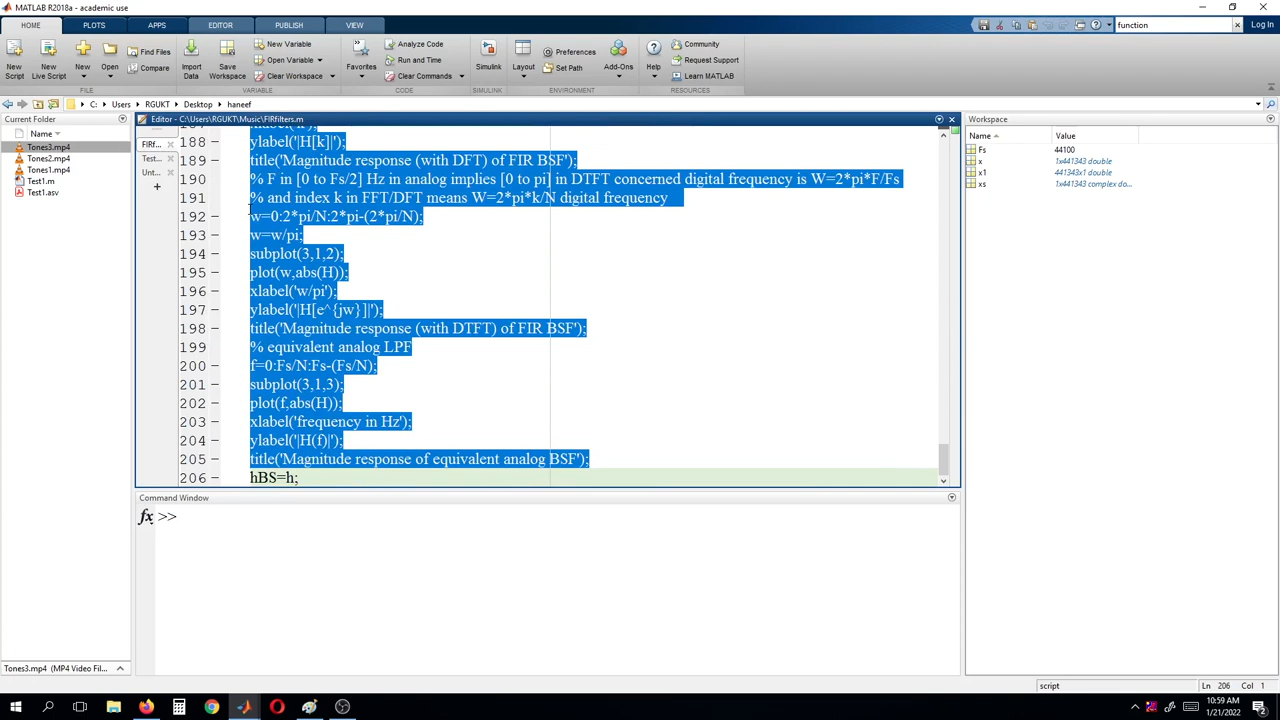 MATLAB R2018a - academic use
HOME PLOTS APPS EDITOR PUBLISH VIEW function Log In
New Script New Live Script New Open Find Files Compare Import Data Save Workspace New Variable Open Variable Clear Workspace Favorites Analyze Code Run and Time Clear Commands Simulink Layout Preferences Set Path Add-Ons Help Community Request Support Learn MATLAB
FILE VARIABLE CODE SIMULINK ENVIRONMENT RESOURCES
C: Users RGUKT Desktop haneef
Current Folder
Name
Tones3.mp4
Tones2.mp4
Tones1.mp4
Test1.m
Test1.asv
Tones3.mp4 (MP4 Video Fil...
Editor - C:\Users\RGUKT\Music\FIRfilters.m
FIRf...
Test...
Unt...
188 ylabel('|H[k]|');
189 title('Magnitude response (with DFT) of FIR BSF');
190 % F in [0 to Fs/2] Hz in analog implies [0 to pi] in DTFT concerned digital frequency is W=2*pi*F/Fs
191 % and index k in FFT/DFT means W=2*pi*k/N digital frequency
192 w=0:2*pi/N:2*pi-(2*pi/N);
193 w=w/pi;
194 subplot(3,1,2);
195 plot(w,abs(H));
196 xlabel('w/pi');
197 ylabel('|H[e^{jw}]|');
198 title('Magnitude response (with DTFT) of FIR BSF');
199 % equivalent analog LPF
200 f=0:Fs/N:Fs-(Fs/N);
201 subplot(3,1,3);
202 plot(f,abs(H));
203 xlabel('frequency in Hz');
204 ylabel('|H(f)|');
205 title('Magnitude response of equivalent analog BSF');
206 hBS=h;
Command Window
fx >>
Workspace
Name Value
Fs 44100
x 1x441343 double
x1 441343x1 double
xs 1x441343 complex do...
script Ln 206 Col 1
10:59 AM
1/21/2022
2